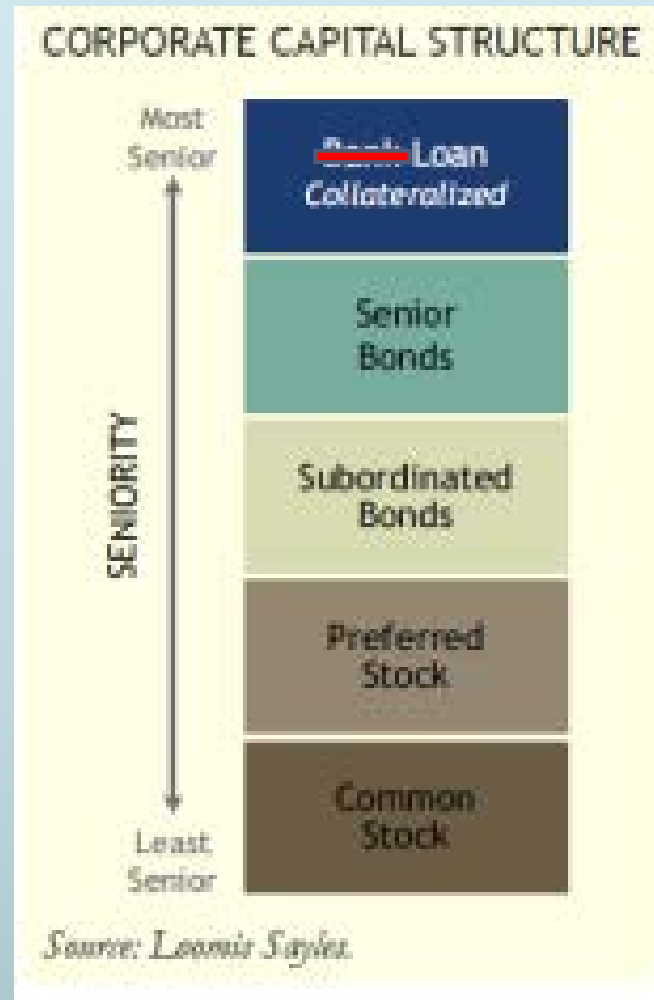 CORPORATE CAPITAL STRUCTURE
Most
Senior
Bank Loan
Collateralized
Senior
Bonds
SENIORITY
Subordinated
Bonds
Preferred
Stock
Common
Stock
Least
Senior
Source: Loomis Sayles